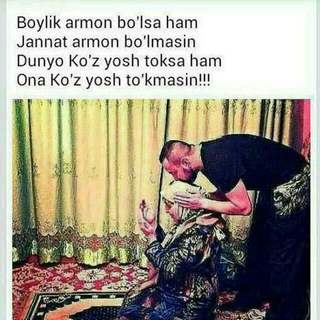 Boylik armon bo'lsa ham
Jannat armon bo'lmasin
Dunyo Ko'z yosh toksa ham
Ona Ko'z yosh to'kmasin!!!